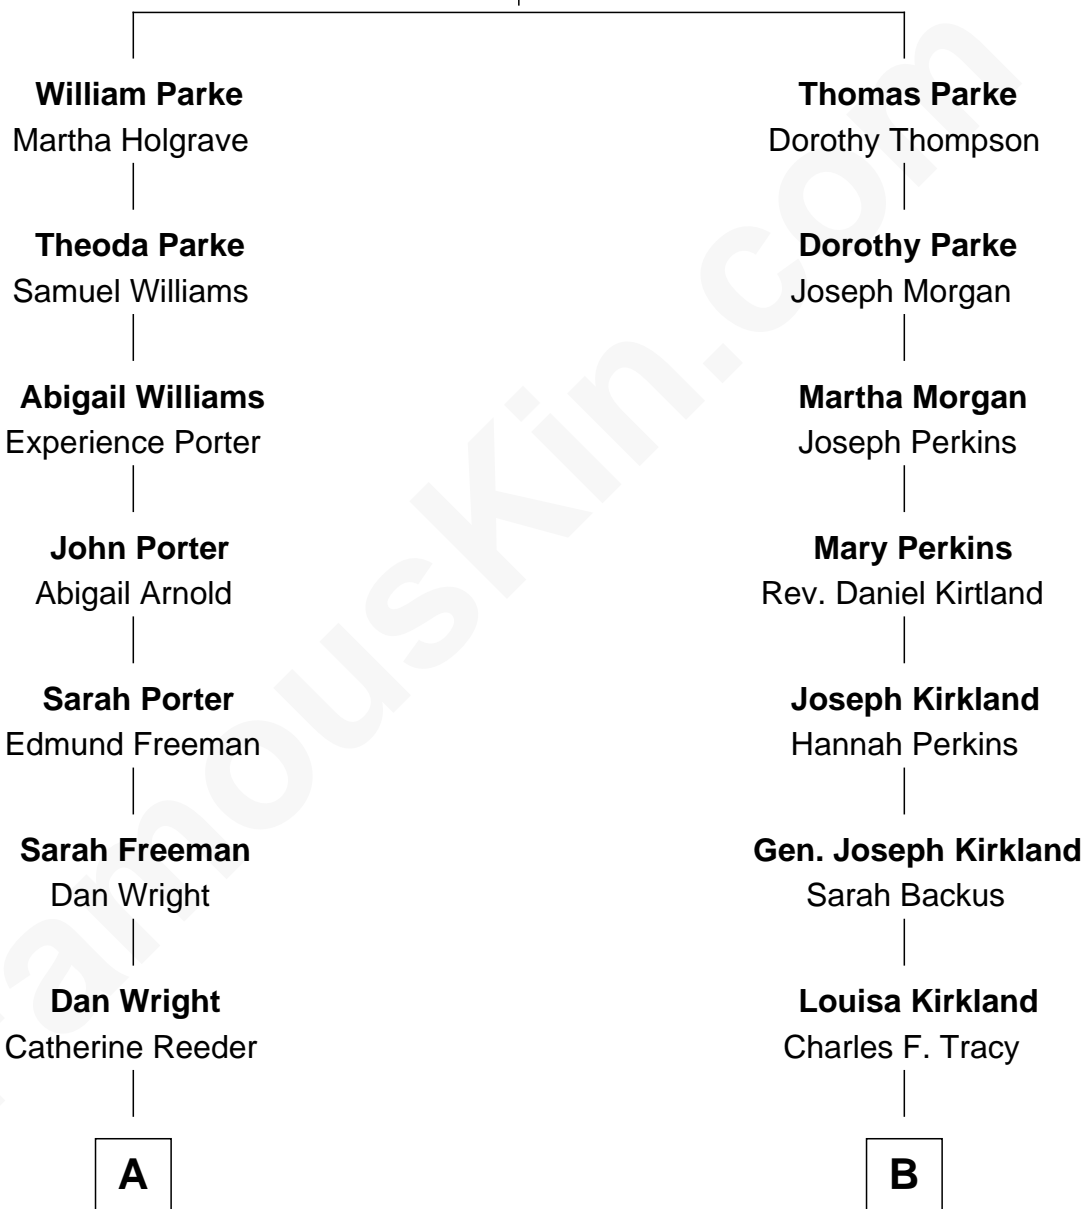 William Parke
Martha Holgrave
Theoda Parke
Samuel Williams
Abigail Williams
Experience Porter
John Porter
Abigail Arnold
Sarah Porter
Edmund Freeman
Sarah Freeman
Dan Wright
Dan Wright
Catherine Reeder
A
Thomas Parke
Dorothy Thompson
Dorothy Parke
Joseph Morgan
Martha Morgan
Joseph Perkins
Mary Perkins
Rev. Daniel Kirtland
Joseph Kirkland
Hannah Perkins
Gen. Joseph Kirkland
Sarah Backus
Louisa Kirkland
Charles F. Tracy
B
famouskin.com